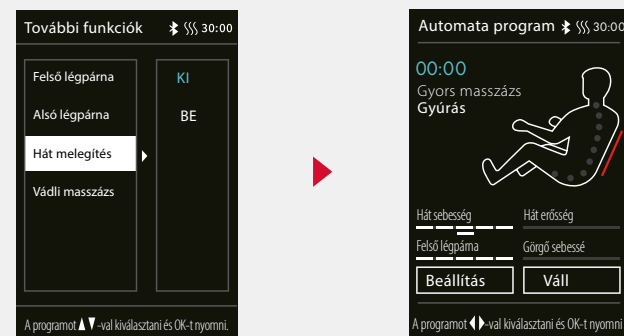 További funkciók 30:00
Felső légpárna
KI
Alsó légpárna
BE
Hát melegítés
Vádli masszázs
A programot ▲▼-val kiválasztani és OK-t nyomni.
Automata program 30:00
00:00
Gyors masszázs
Gyúrás
Hát sebesség
Hát erősség
Felső légpárna
Görgő sebessé
Beállítás
Váll
A programot ◀▶-val kiválasztani és OK-t nyomni